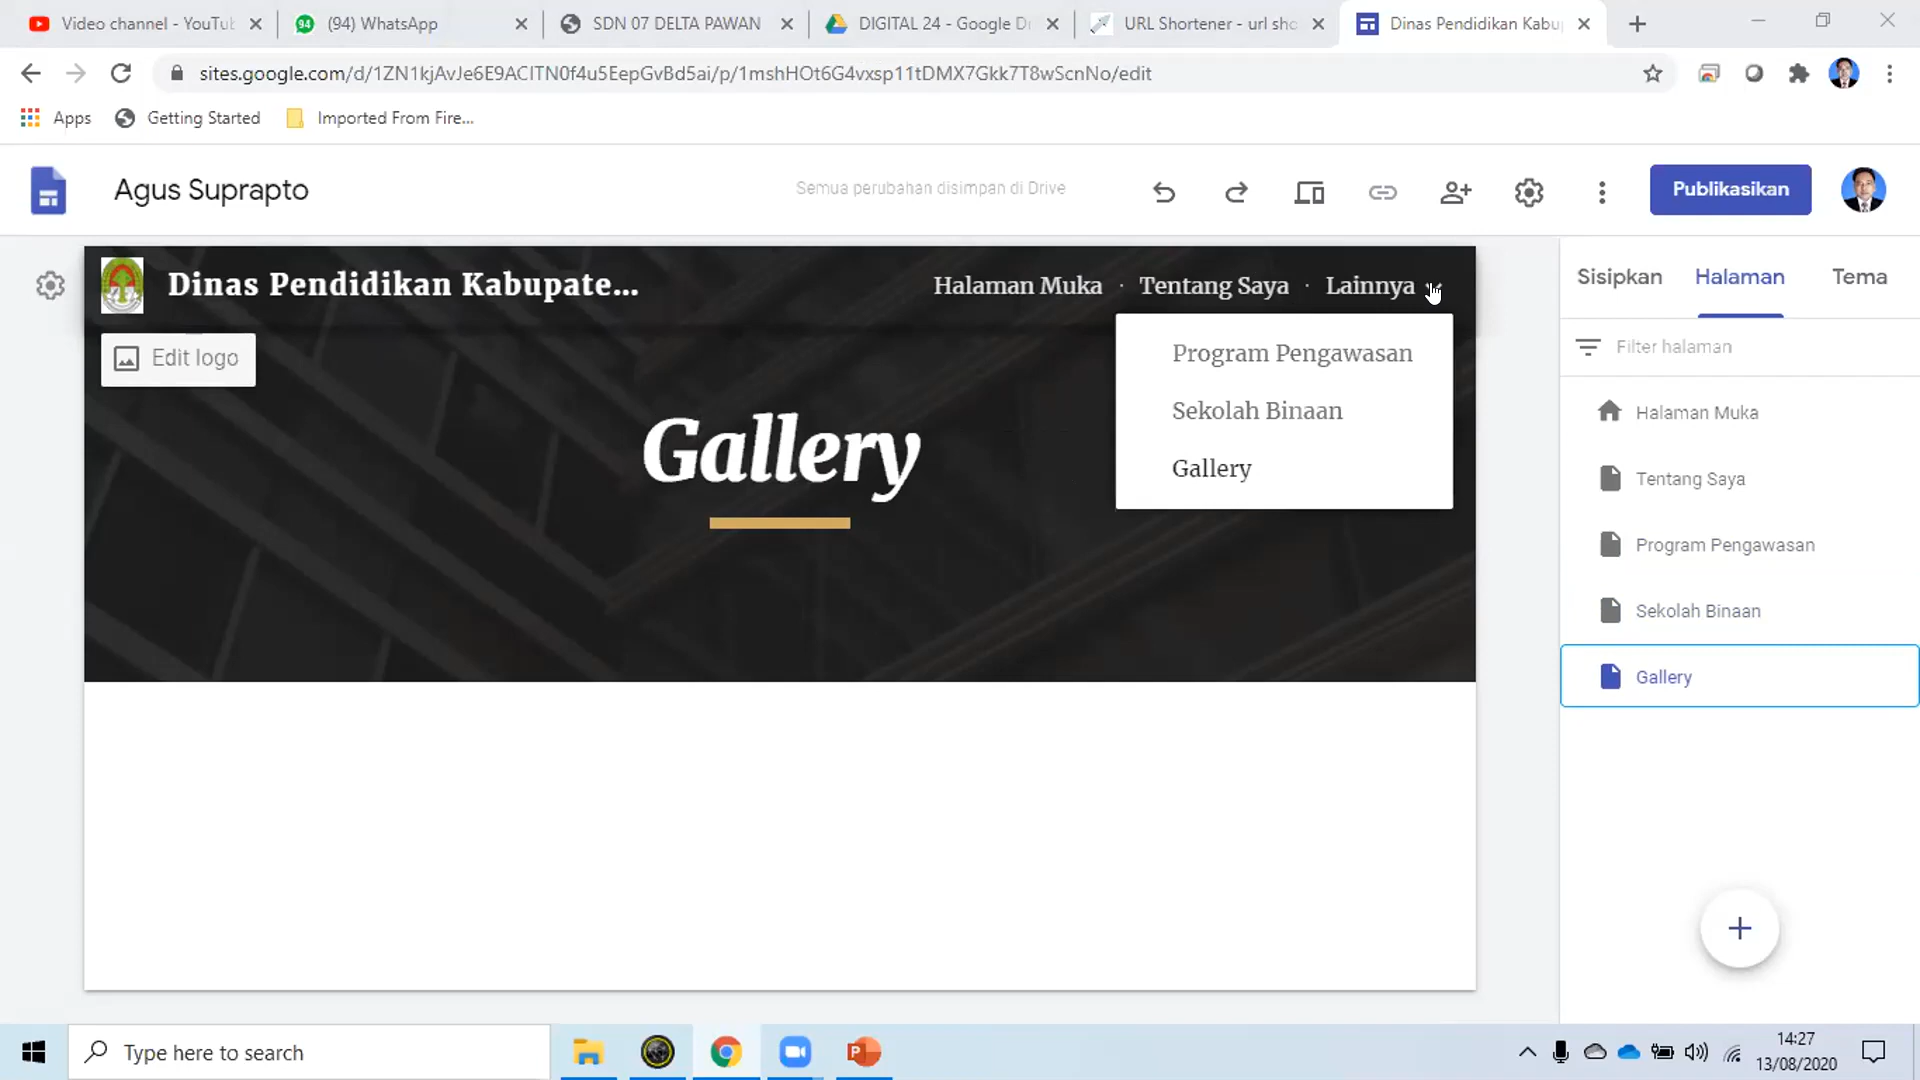 Video channel - YouTub
(94) WhatsApp
SDN 07 DELTA PAWAN
DIGITAL 24 - Google D
URL Shortener - url sho
Dinas Pendidikan Kabu
sites.google.com/d/1ZN1kjAvJe6E9ACITN0f4u5EepGvBd5ai/p/1mshHOt6G4vxsp11tDMX7Gkk7T8wScnNo/edit
Apps
Getting Started
Imported From Fire...
Agus Suprapto
Semua perubahan disimpan di Drive
Publikasikan
Dinas Pendidikan Kabupate...
Halaman Muka · Tentang Saya · Lainnya
Edit logo
Program Pengawasan
Sekolah Binaan
Gallery
Gallery
Sisipkan
Halaman
Tema
Filter halaman
Halaman Muka
Tentang Saya
Program Pengawasan
Sekolah Binaan
Gallery
Type here to search
14:27
13/08/2020